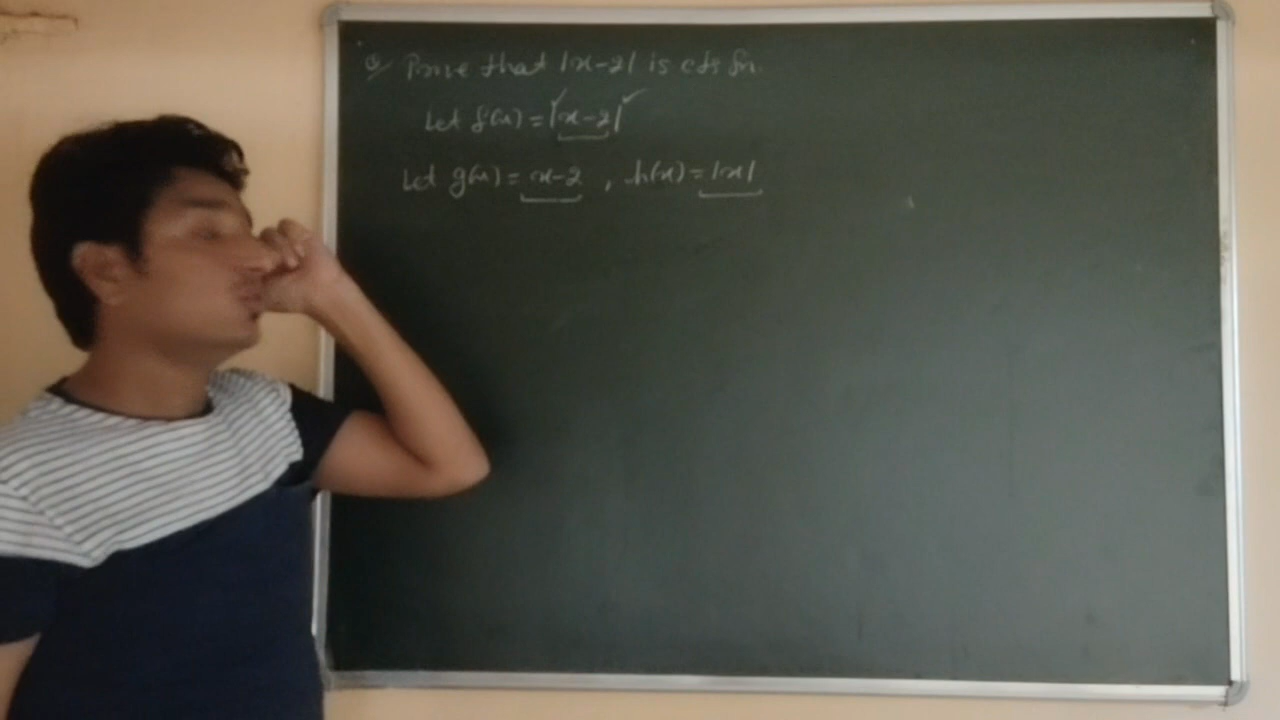 Q/ Prove that |x-2| is cts fn.
Let f(x) = |x-2|
Let g(x) = x-2 , h(x) = |x|